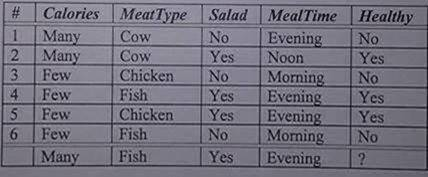 # Calories MeatType Salad MealTime Healthy
1 Many Cow No Evening No
2 Many Cow Yes Noon Yes
3 Few Chicken No Morning No
4 Few Fish Yes Evening Yes
5 Few Chicken Yes Evening Yes
6 Few Fish No Morning No
Many Fish Yes Evening ?